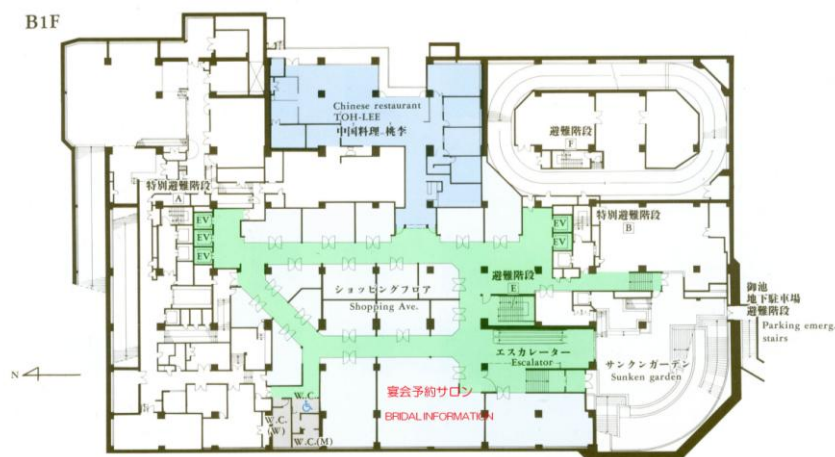 B1F
Chinese restaurant
TOH-LEE
中国料理 桃李
避難階段
F
特別避難階段
A
特別避難階段
B
EV
EV
EV
EV
EV
避難階段
E
ショッピングフロア
Shopping Ave.
御池
地下駐車場
避難階段
Parking emerg.
stairs
エスカレーター
Escalator
サンクンガーデン
Sunken garden
N
宴会予約サロン
BRIDAL INFORMATION
W.C.
W.C.
(W)
W.C.(M)